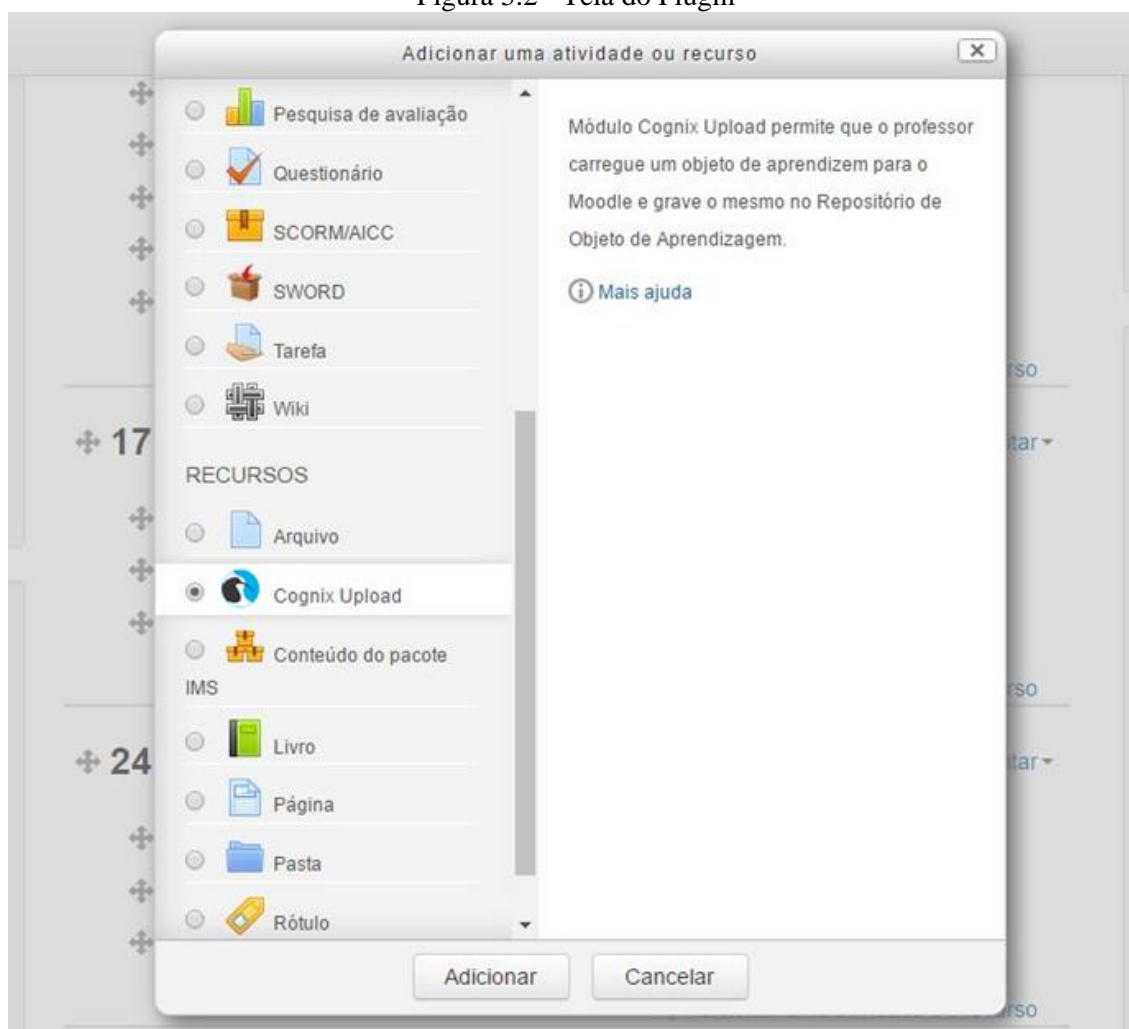 Adicionar uma atividade ou recurso
Pesquisa de avaliação
Questionário
SCORM/AICC
SWORD
Tarefa
Wiki
RECURSOS
Arquivo
Cognix Upload
Conteúdo do pacote
IMS
Livro
Página
Pasta
Rótulo
Módulo Cognix Upload permite que o professor
carregue um objeto de aprendizem para o
Moodle e grave o mesmo no Repositório de
Objeto de Aprendizagem.
Mais ajuda
Adicionar
Cancelar
17
24